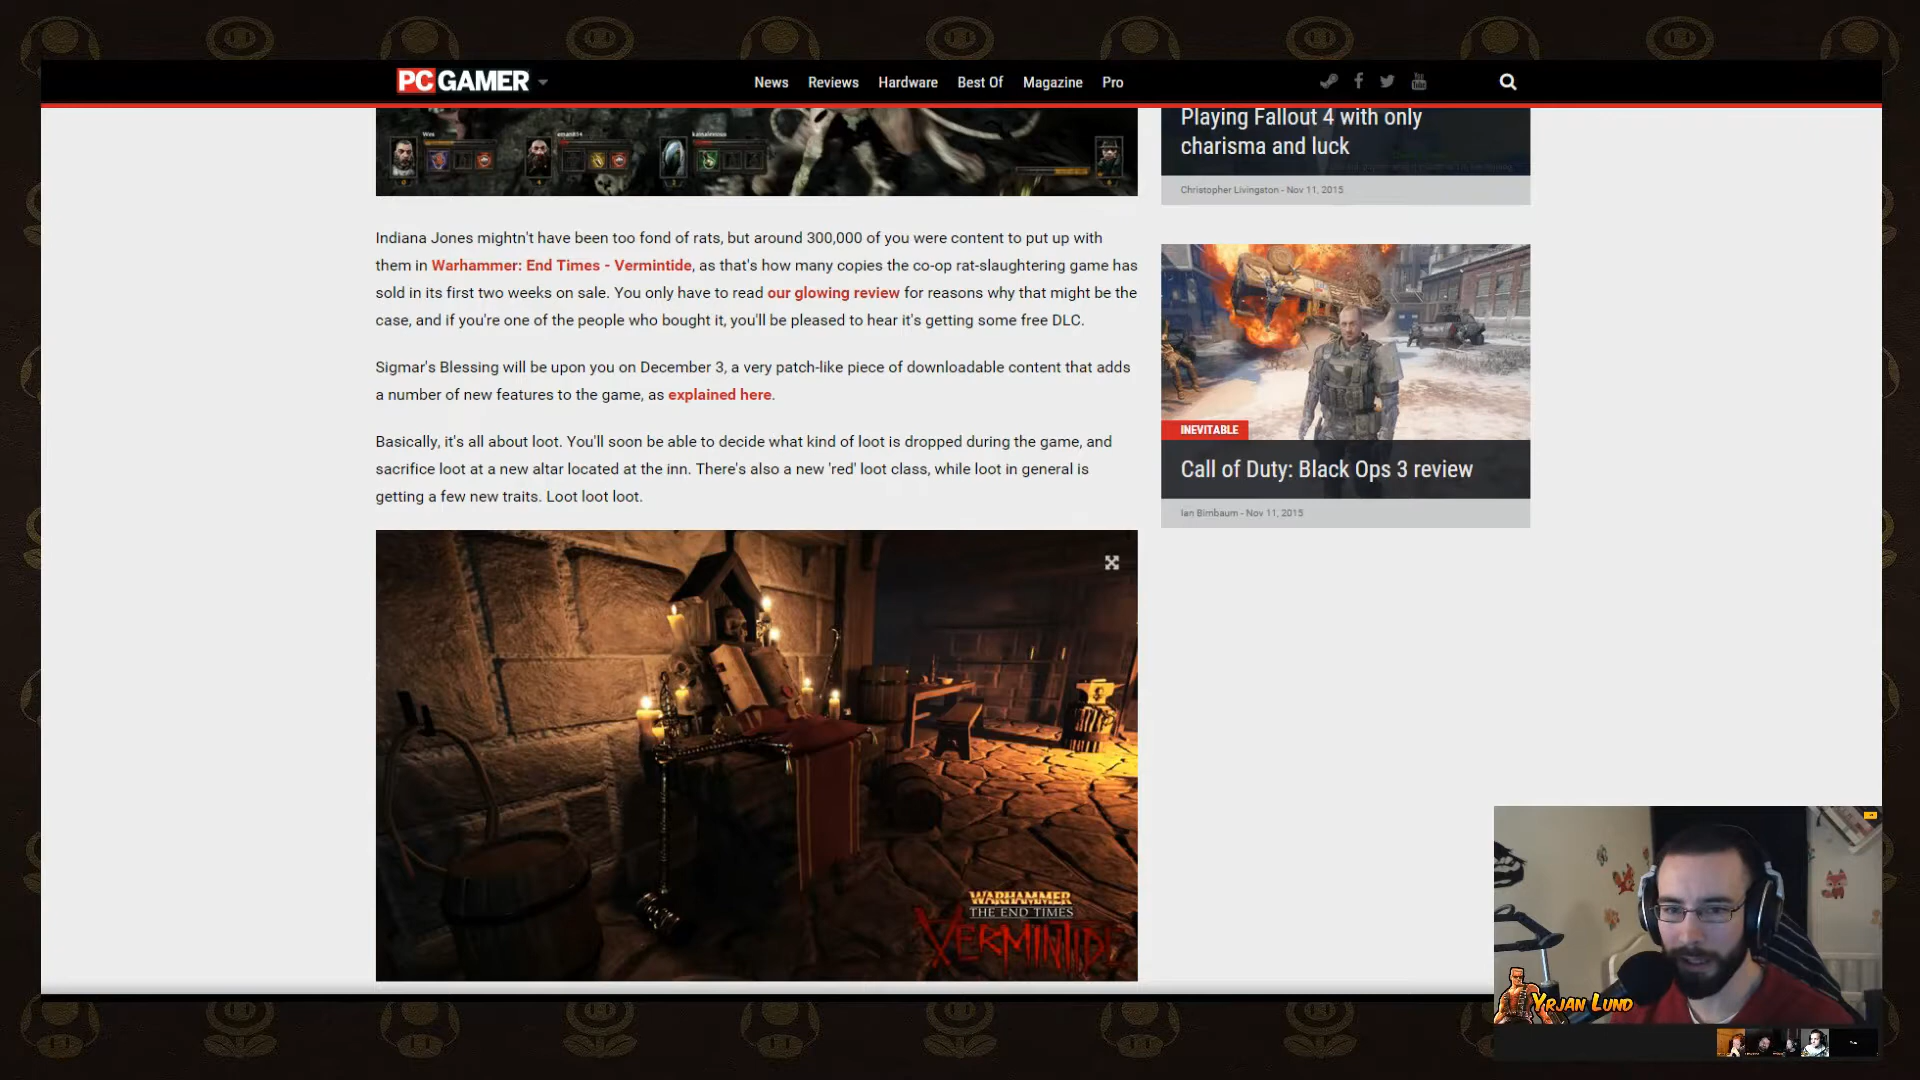 PC GAMER
News Reviews Hardware Best Of Magazine Pro
Playing Fallout 4 with only
charisma and luck
Christopher Livingston - Nov 11, 2015
Indiana Jones mightn't have been too fond of rats, but around 300,000 of you were content to put up with
them in Warhammer: End Times - Vermintide, as that's how many copies the co-op rat-slaughtering game has
sold in its first two weeks on sale. You only have to read our glowing review for reasons why that might be the
case, and if you're one of the people who bought it, you'll be pleased to hear it's getting some free DLC.
Sigmar's Blessing will be upon you on December 3, a very patch-like piece of downloadable content that adds
a number of new features to the game, as explained here.
Basically, it's all about loot. You'll soon be able to decide what kind of loot is dropped during the game, and
sacrifice loot at a new altar located at the inn. There's also a new 'red' loot class, while loot in general is
getting a few new traits. Loot loot loot.
INEVITABLE
Call of Duty: Black Ops 3 review
Ian Birnbaum - Nov 11, 2015
WARHAMMER
THE END TIMES
VERMINTIDE
YRJAN LUND